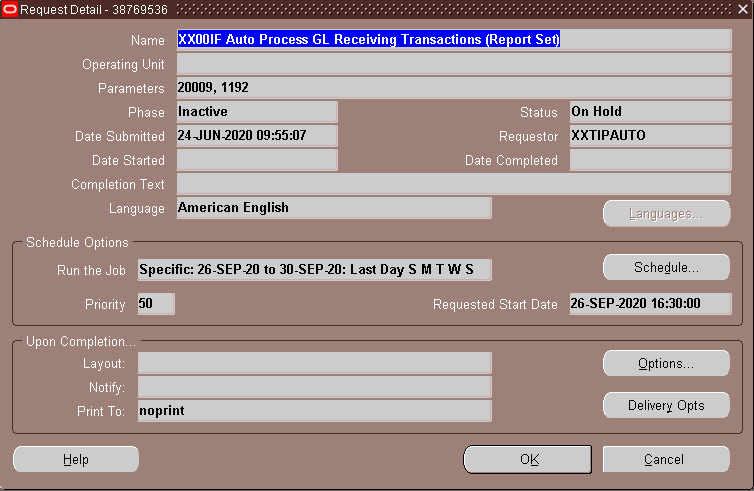 Request Detail - 38769536
Name XX00IF Auto Process GL Receiving Transactions (Report Set)
Operating Unit
Parameters 20009, 1192
Phase Inactive Status On Hold
Date Submitted 24-JUN-2020 09:55:07 Requestor XXTIPAUTO
Date Started Date Completed
Completion Text
Language American English
Languages...
Schedule Options
Run the Job Specific: 26-SEP-20 to 30-SEP-20: Last Day S M T W S Schedule...
Priority 50 Requested Start Date 26-SEP-2020 16:30:00
Upon Completion...
Layout: Options...
Notify:
Print To: noprint Delivery Opts
Help OK Cancel